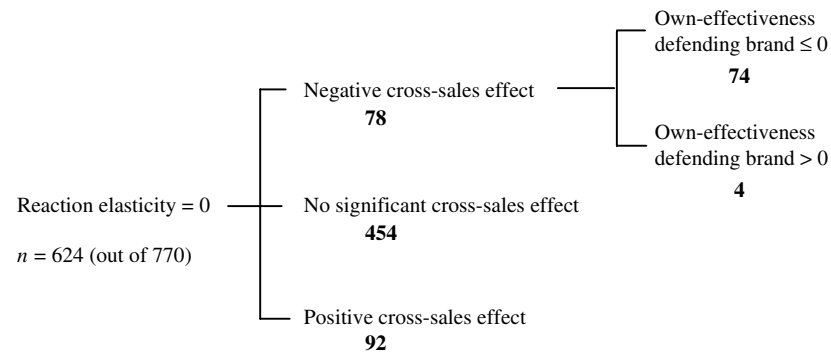 Reaction elasticity = 0
n = 624 (out of 770)
Negative cross-sales effect
78
No significant cross-sales effect
454
Positive cross-sales effect
92
Own-effectiveness
defending brand ≤ 0
74
Own-effectiveness
defending brand > 0
4